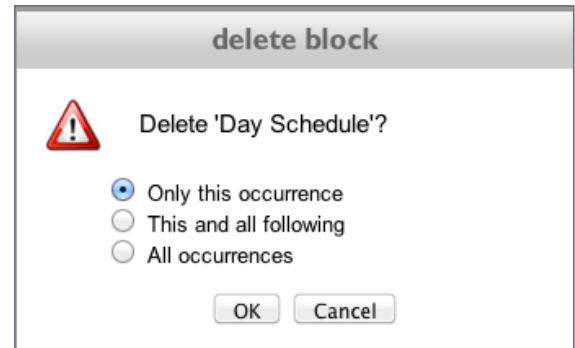 delete block
Delete 'Day Schedule'?
Only this occurrence
This and all following
All occurrences
OK Cancel